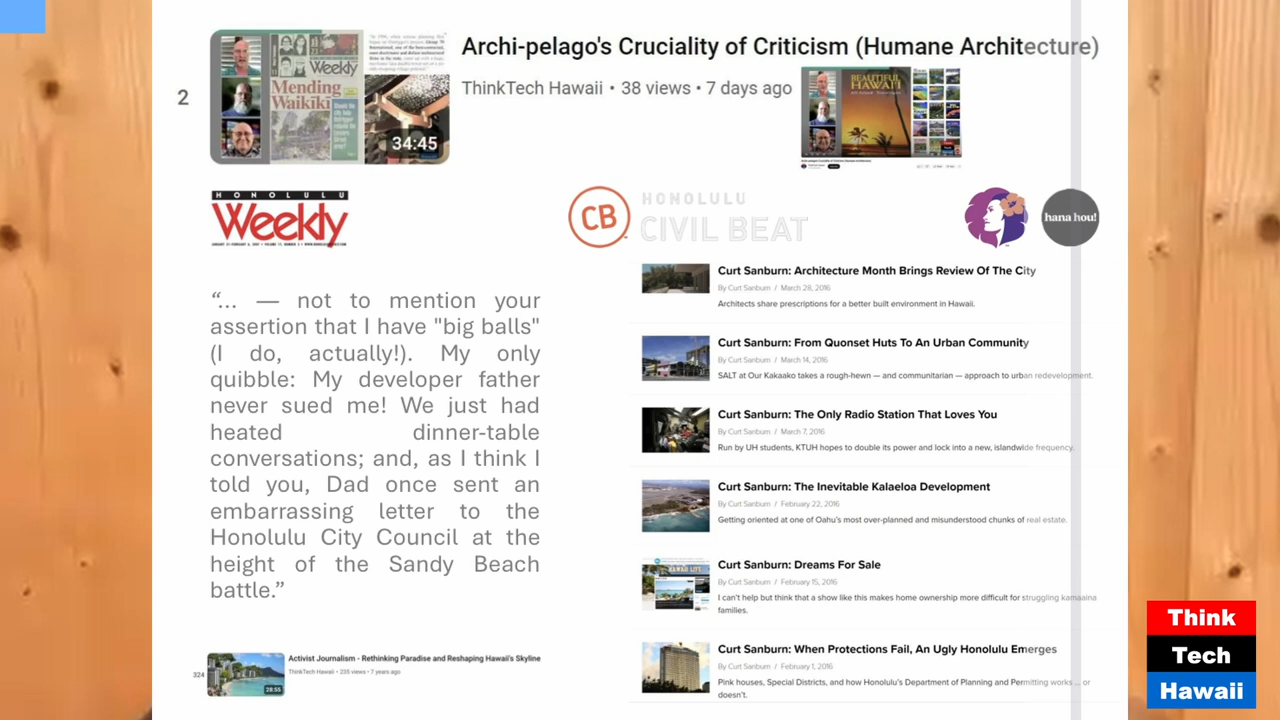 Archi-pelago's Cruciality of Criticism (Humane Architecture)
2
ThinkTech Hawaii • 38 views • 7 days ago
Weekly
Mending
Waikiki
34:45
BEAUTIFUL
HAWAII
HONOLULU
Weekly
CB
HONOLULU
CIVIL BEAT
hana hou!
“... — not to mention your
assertion that I have "big balls"
(I do, actually!). My only
quibble: My developer father
never sued me! We just had
heated dinner-table
conversations; and, as I think I
told you, Dad once sent an
embarrassing letter to the
Honolulu City Council at the
height of the Sandy Beach
battle.”
Curt Sanburn: Architecture Month Brings Review Of The City
By Curt Sanburn / March 28, 2016
Architects share prescriptions for a better built environment in Hawaii.
Curt Sanburn: From Quonset Huts To An Urban Community
By Curt Sanburn / March 14, 2016
SALT at Our Kakaako takes a rough-hewn — and communitarian — approach to urban redevelopment.
Curt Sanburn: The Only Radio Station That Loves You
By Curt Sanburn / March 7, 2016
Run by UH students, KTUH hopes to double its power and lock into a new, islandwide frequency.
Curt Sanburn: The Inevitable Kalaeloa Development
By Curt Sanburn / February 22, 2016
Getting oriented at one of Oahu's most over-planned and misunderstood chunks of real estate.
Curt Sanburn: Dreams For Sale
By Curt Sanburn / February 15, 2016
I can't help but think that a show like this makes home ownership more difficult for struggling kamaaina
families.
Curt Sanburn: When Protections Fail, An Ugly Honolulu Emerges
By Curt Sanburn / February 1, 2016
Pink houses, Special Districts, and how Honolulu's Department of Planning and Permitting works ... or
doesn't.
324
28:55
Activist Journalism - Rethinking Paradise and Reshaping Hawaii's Skyline
ThinkTech Hawaii • 235 views • 7 years ago
Think
Tech
Hawaii